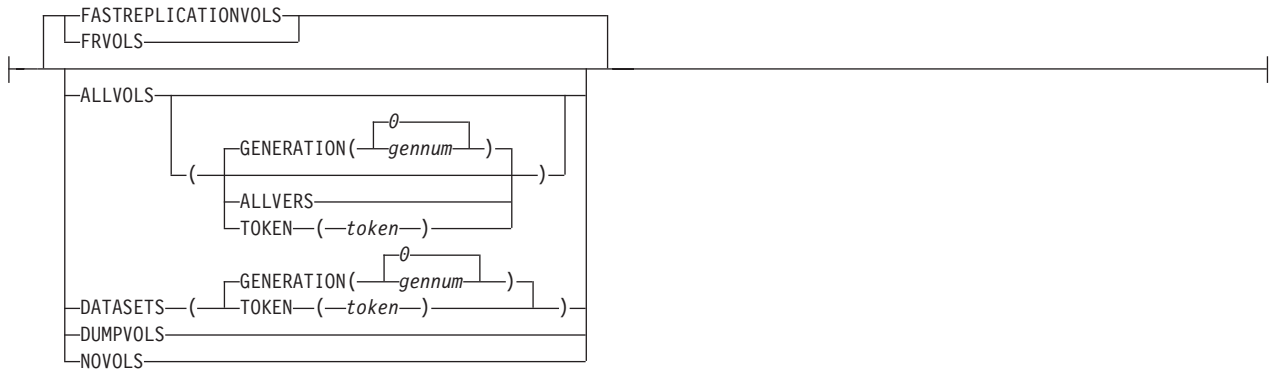 FASTREPLICATIONVOLS
FRVOLS
ALLVOLS
0
GENERATION( gennum )
( )
ALLVERS
TOKEN ( token )
0
GENERATION( gennum )
DATASETS ( TOKEN ( token ) )
DUMPVOLS
NOVOLS